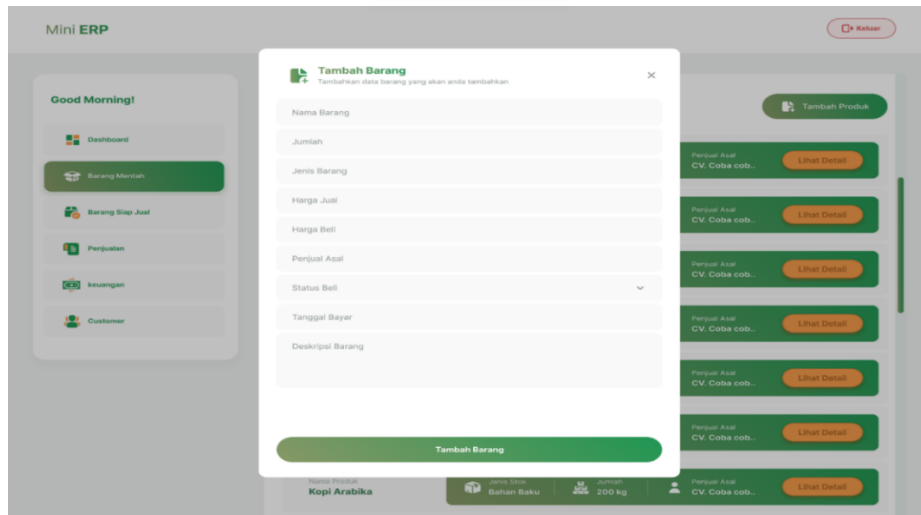 Mini ERP
Keluar
Good Morning!
Dashboard
Barang Mentah
Barang Siap Jual
Penjualan
keuangan
Customer
Tambah Barang
Tambahkan data barang yang akan anda tambahkan
Nama Barang
Jumlah
Jenis Barang
Harga Jual
Harga Beli
Penjual Asal
Status Beli
Tanggal Bayar
Deskripsi Barang
Tambah Barang
Tambah Produk
Penjual Asal
CV. Coba cob..
Lihat Detail
Penjual Asal
CV. Coba cob..
Lihat Detail
Penjual Asal
CV. Coba cob..
Lihat Detail
Penjual Asal
CV. Coba cob..
Lihat Detail
Penjual Asal
CV. Coba cob..
Lihat Detail
Penjual Asal
CV. Coba cob..
Lihat Detail
Nama Produk
Kopi Arabika
Jenis Stok
Bahan Baku
Jumlah
200 kg
Penjual Asal
CV. Coba cob..
Lihat Detail